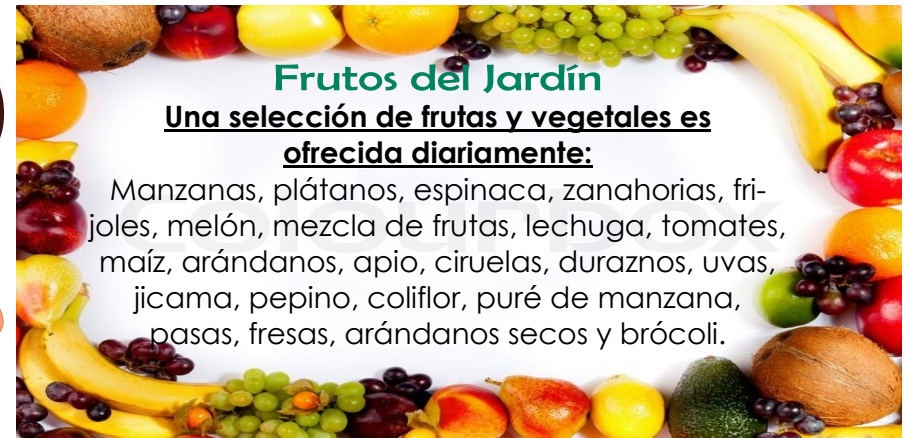 Frutos del Jardín
Una selección de frutas y vegetales es
ofrecida diariamente:
Manzanas, plátanos, espinaca, zanahorias, fri-
joles, melón, mezcla de frutas, lechuga, tomates,
maíz, arándanos, apio, ciruelas, duraznos, uvas,
jicama, pepino, coliflor, puré de manzana,
pasas, fresas, arándanos secos y brócoli.
colourbox